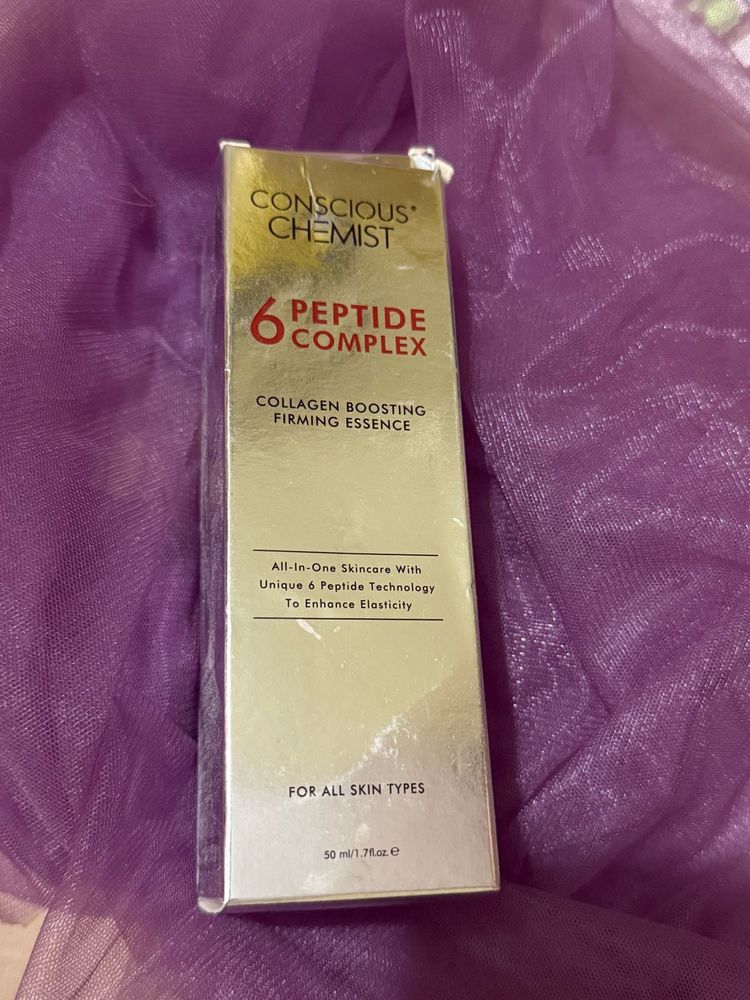 CONSCIOUS®
CHEMIST
6 PEPTIDE
COMPLEX
COLLAGEN BOOSTING
FIRMING ESSENCE
All-In-One Skincare With
Unique 6 Peptide Technology
To Enhance Elasticity
FOR ALL SKIN TYPES
50 ml/1.7fl.oz. ℮